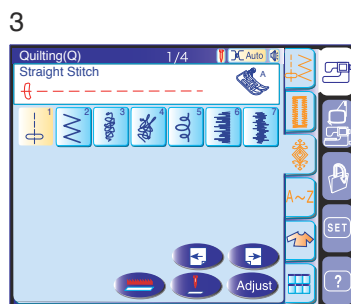 3
Quilting(Q) 1/4 Auto
Straight Stitch
A
1 2 3 4 5 6 7
A~Z
SET
Adjust
?